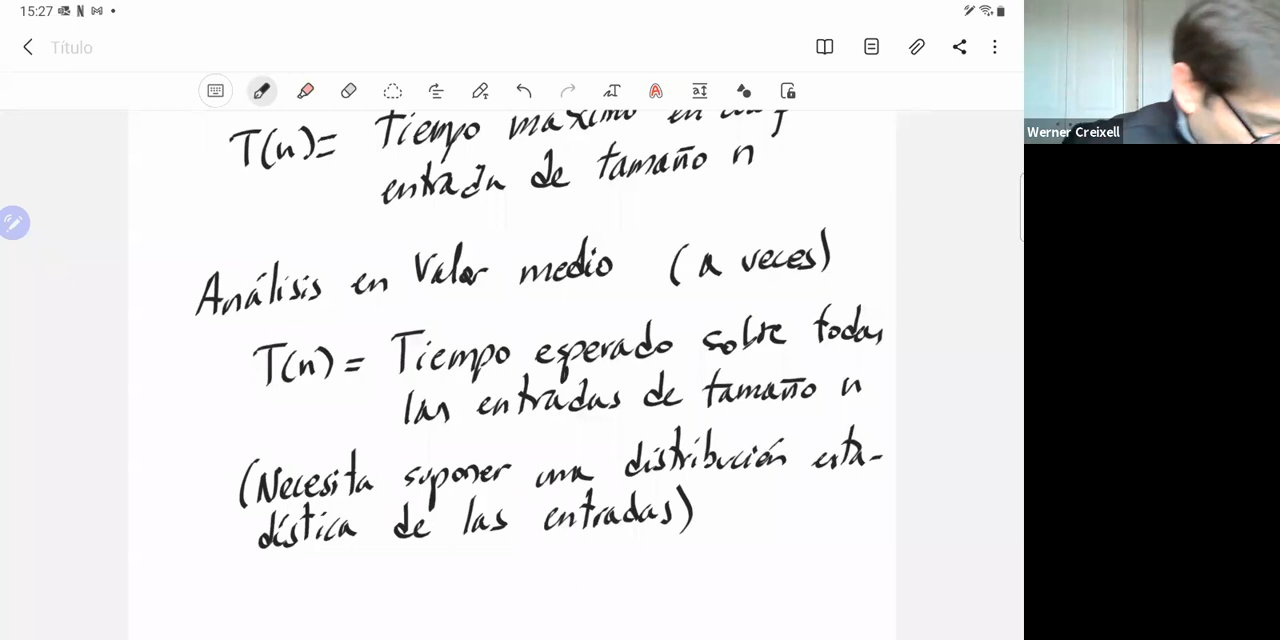 15:27
Título
T(n)= Tiempo máximo en
entrada de tamaño n
Análisis en Valor medio (a veces)
T(n)= Tiempo esperado sobre todas
las entradas de tamaño n
(Necesita suponer una distribución esta-
dística de las entradas)
Werner Creixell